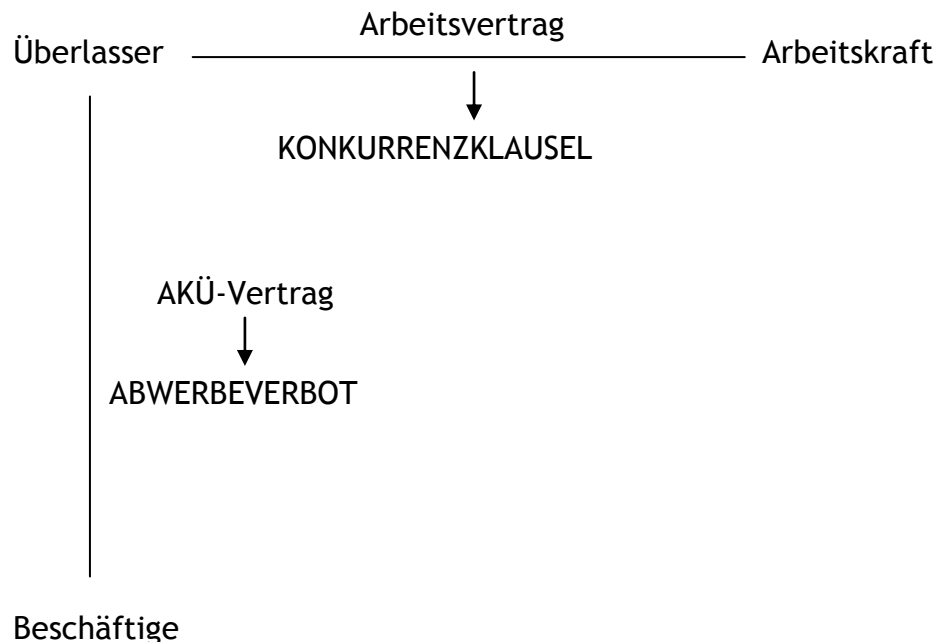 Arbeitsvertrag
Überlasser Arbeitskraft
KONKURRENZKLAUSEL
AKÜ-Vertrag
ABWERBEVERBOT
Beschäftige